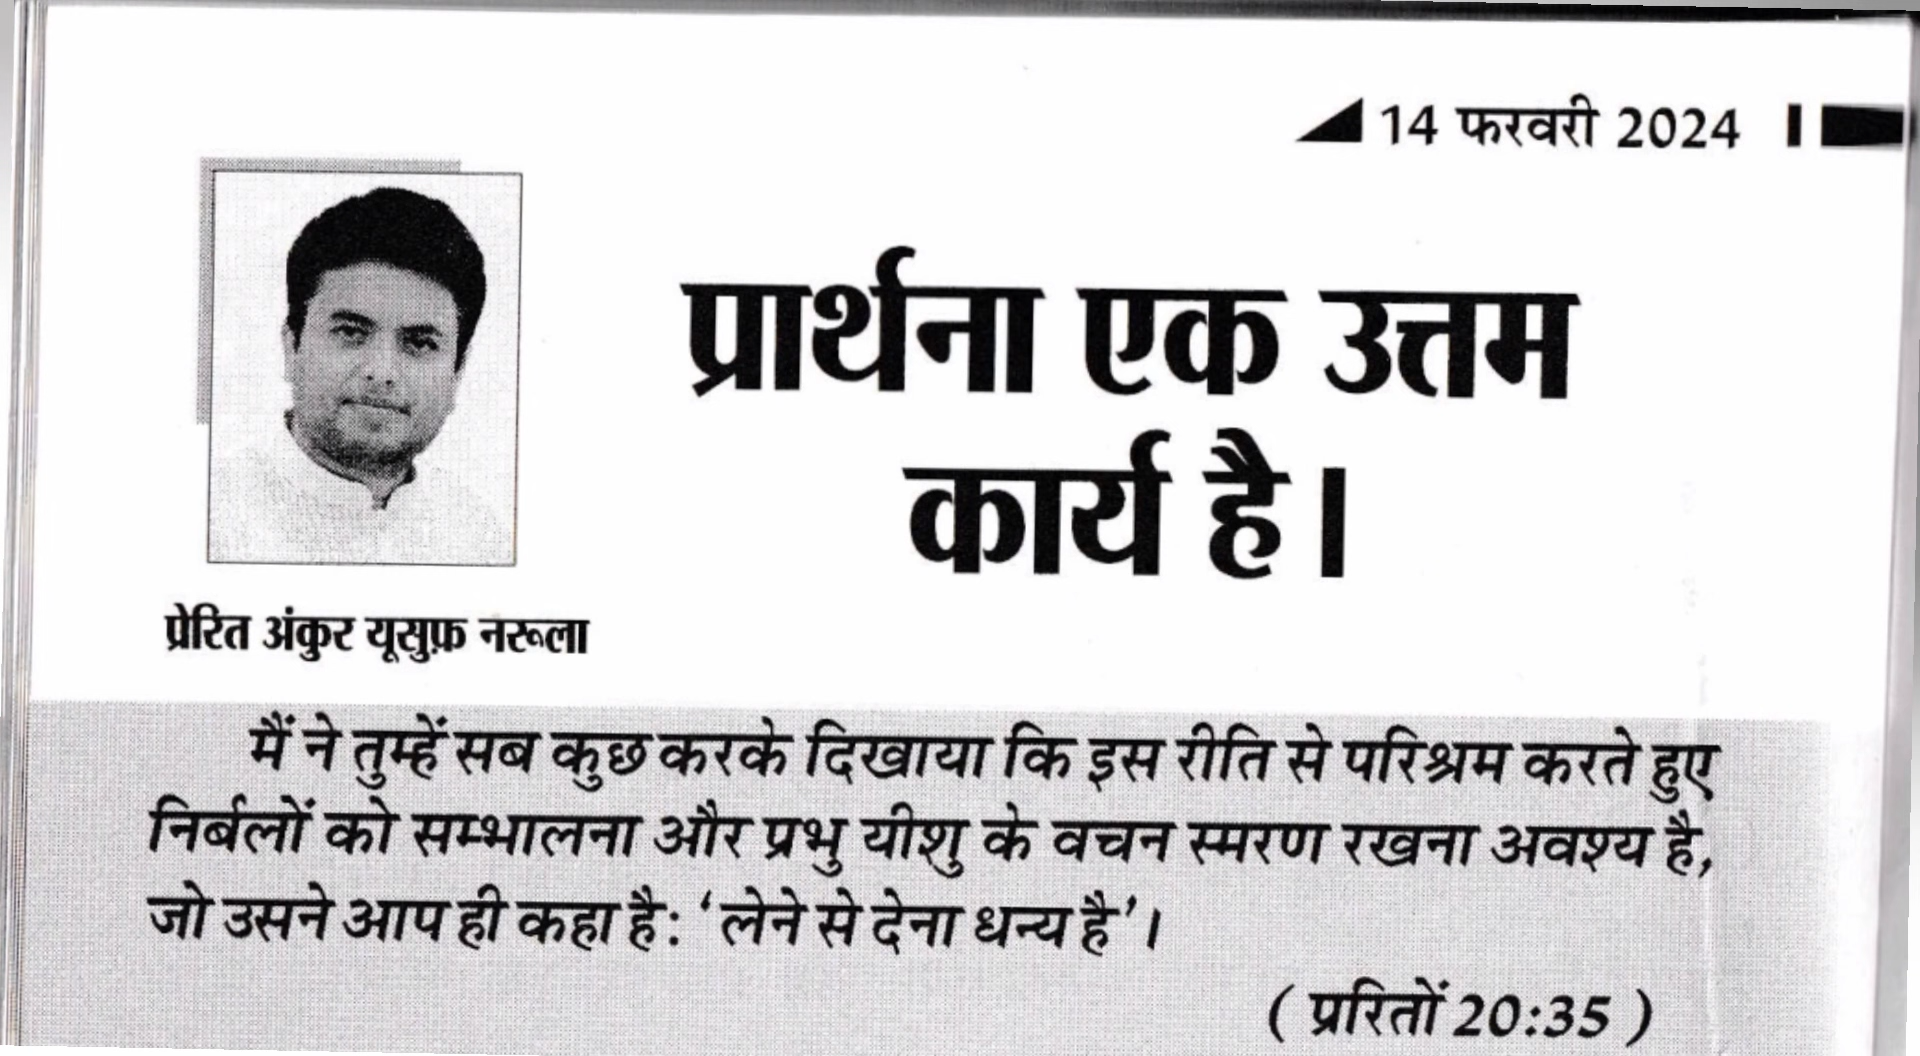 14 फरवरी 2024
प्रार्थना एक उत्तम
कार्य है।
प्रेरित अंकुर यूसुफ़ नरूला
मैं ने तुम्हें सब कुछ करके दिखाया कि इस रीति से परिश्रम करते हुए
निर्बलों को सम्भालना और प्रभु यीशु के वचन स्मरण रखना अवश्य है,
जो उसने आप ही कहा है: ‘लेने से देना धन्य है’।
( प्ररितों 20:35 )